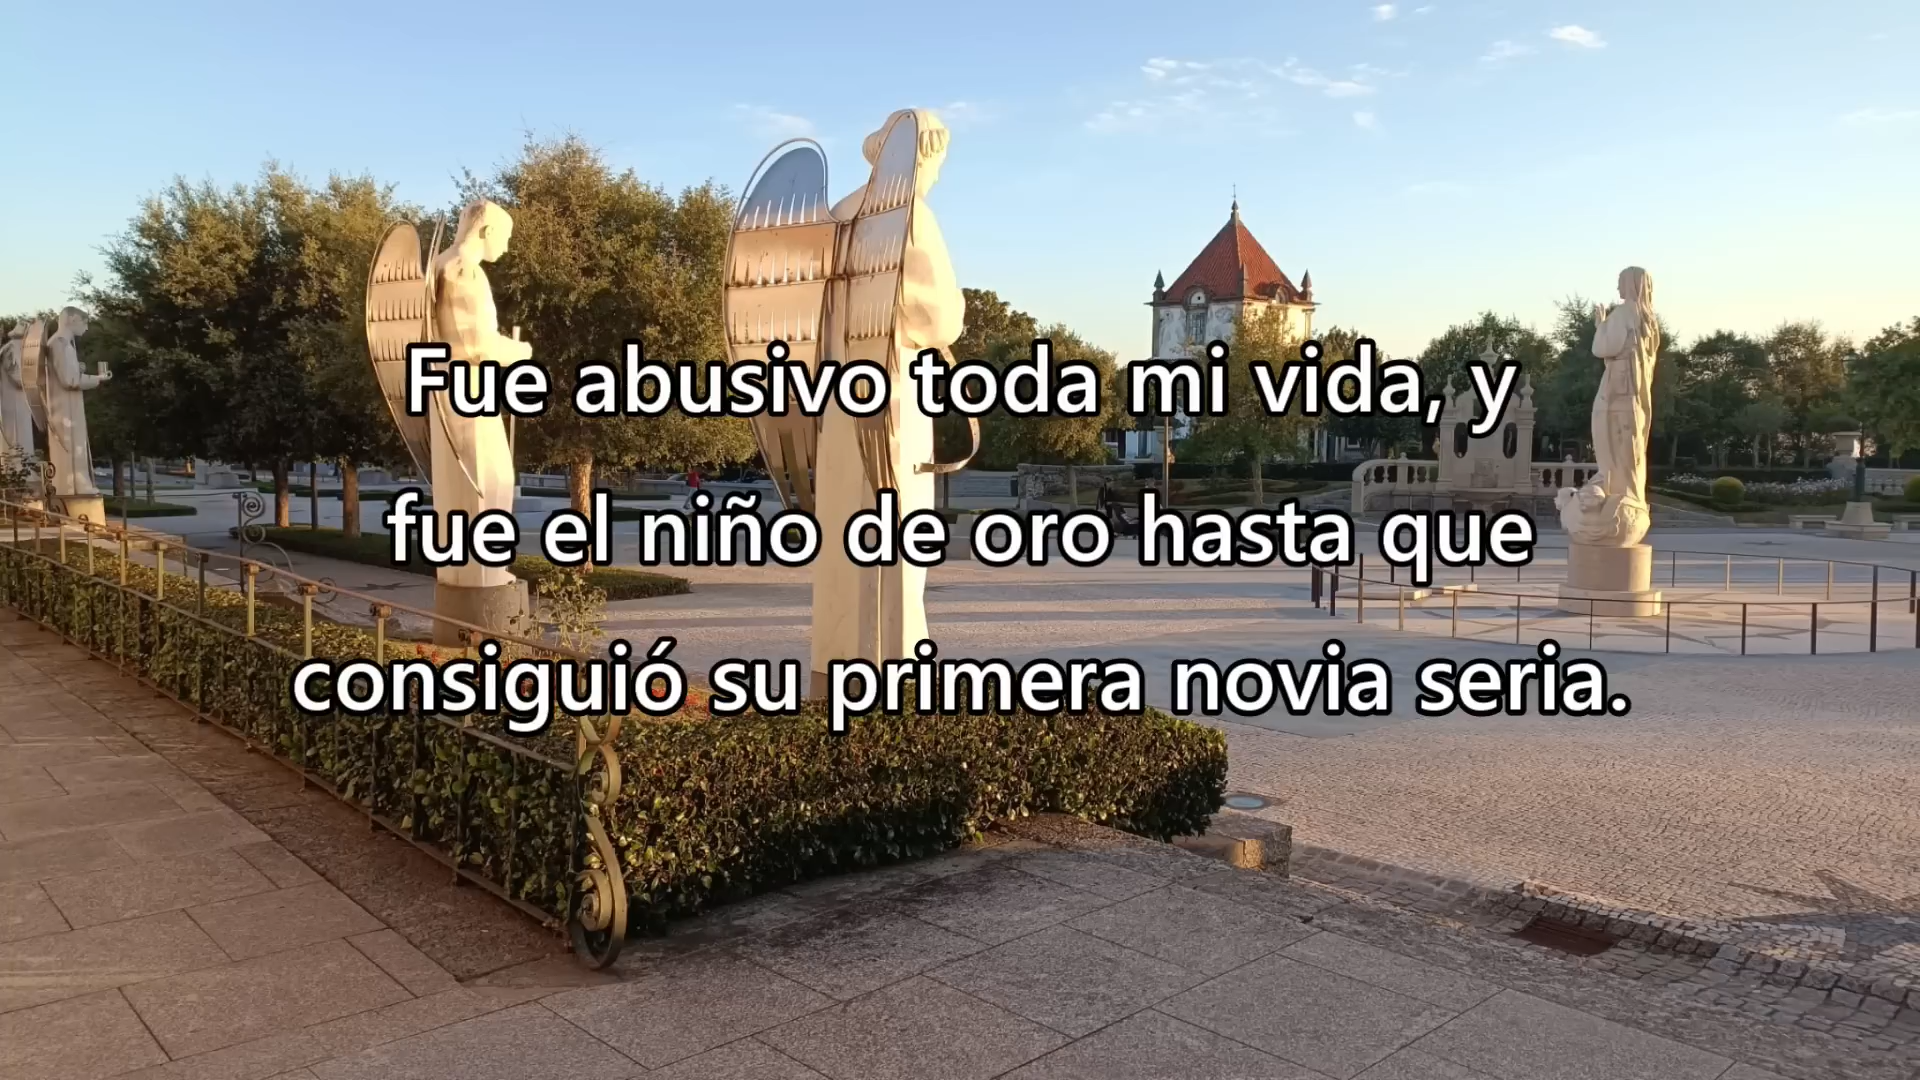 Fue abusivo toda mi vida, y
fue el niño de oro hasta que
consiguió su primera novia seria.